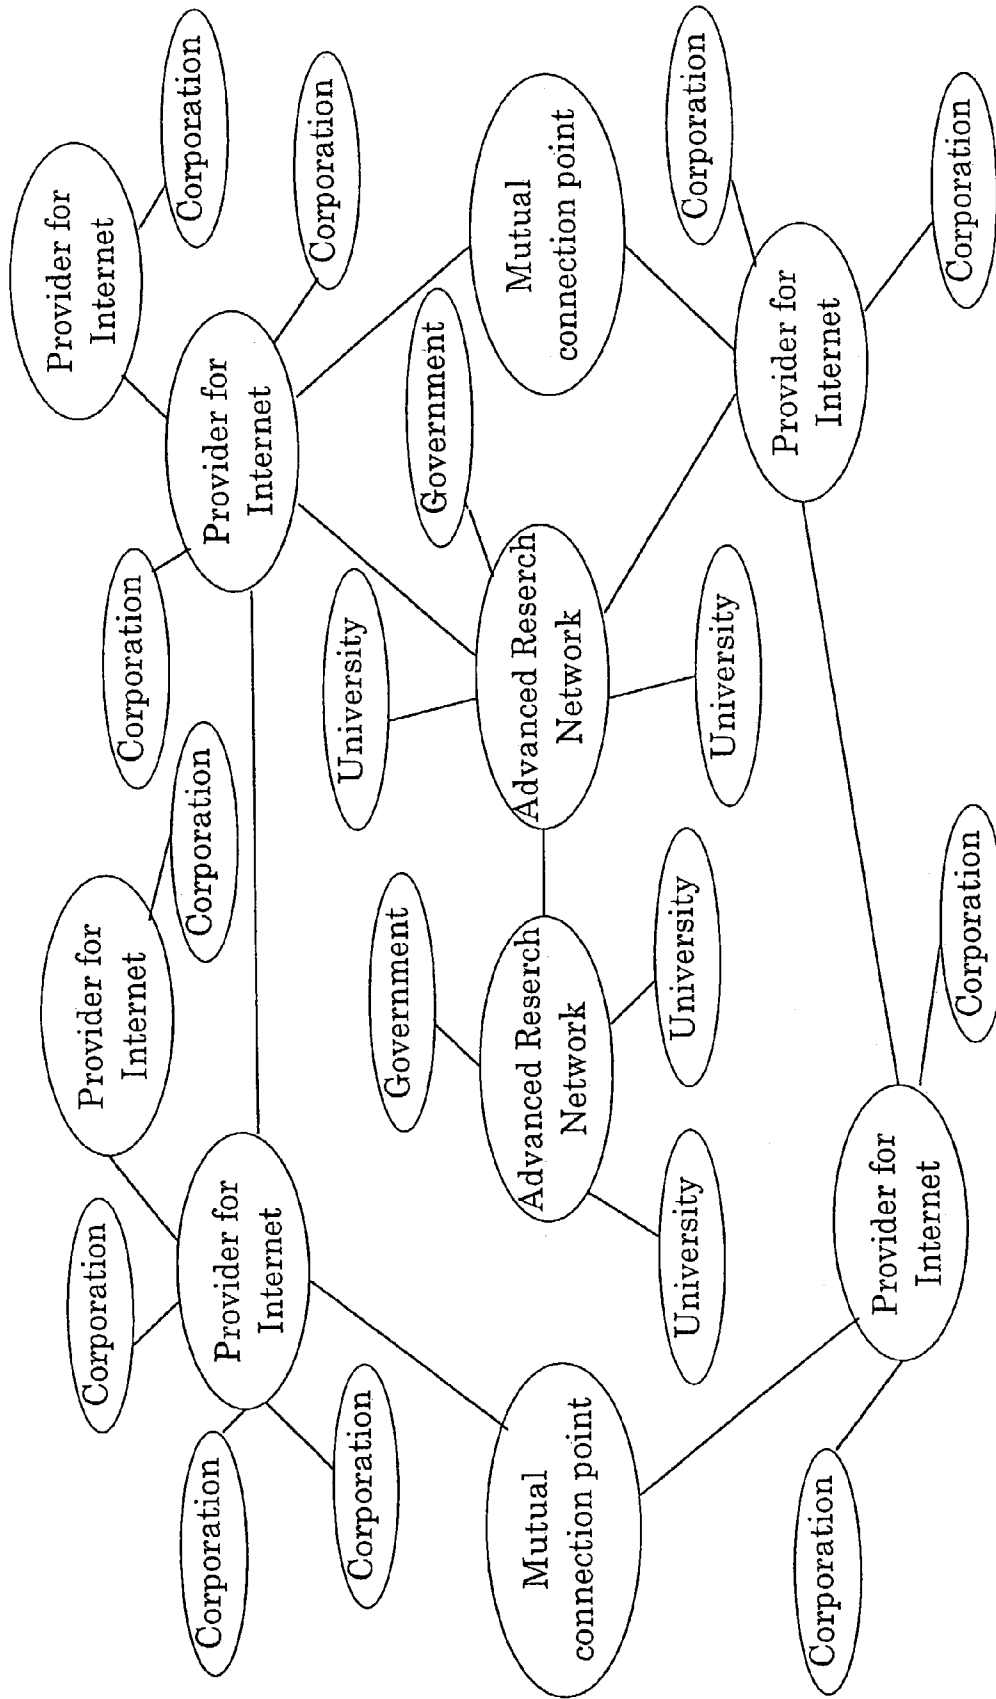 Provider for
Internet
Provider for
Internet
Corporation
Corporation
Corporation
Corporation
Corporation
Provider for
Internet
Provider for
Internet
Corporation
University
Corporation
Government
Government
Mutual
connection point
Advanced Reserch
Network
Advanced Reserch
Network
Mutual
connection point
University
University
University
Corporation
Provider for
Internet
Corporation
Provider for
Internet
Corporation
Corporation